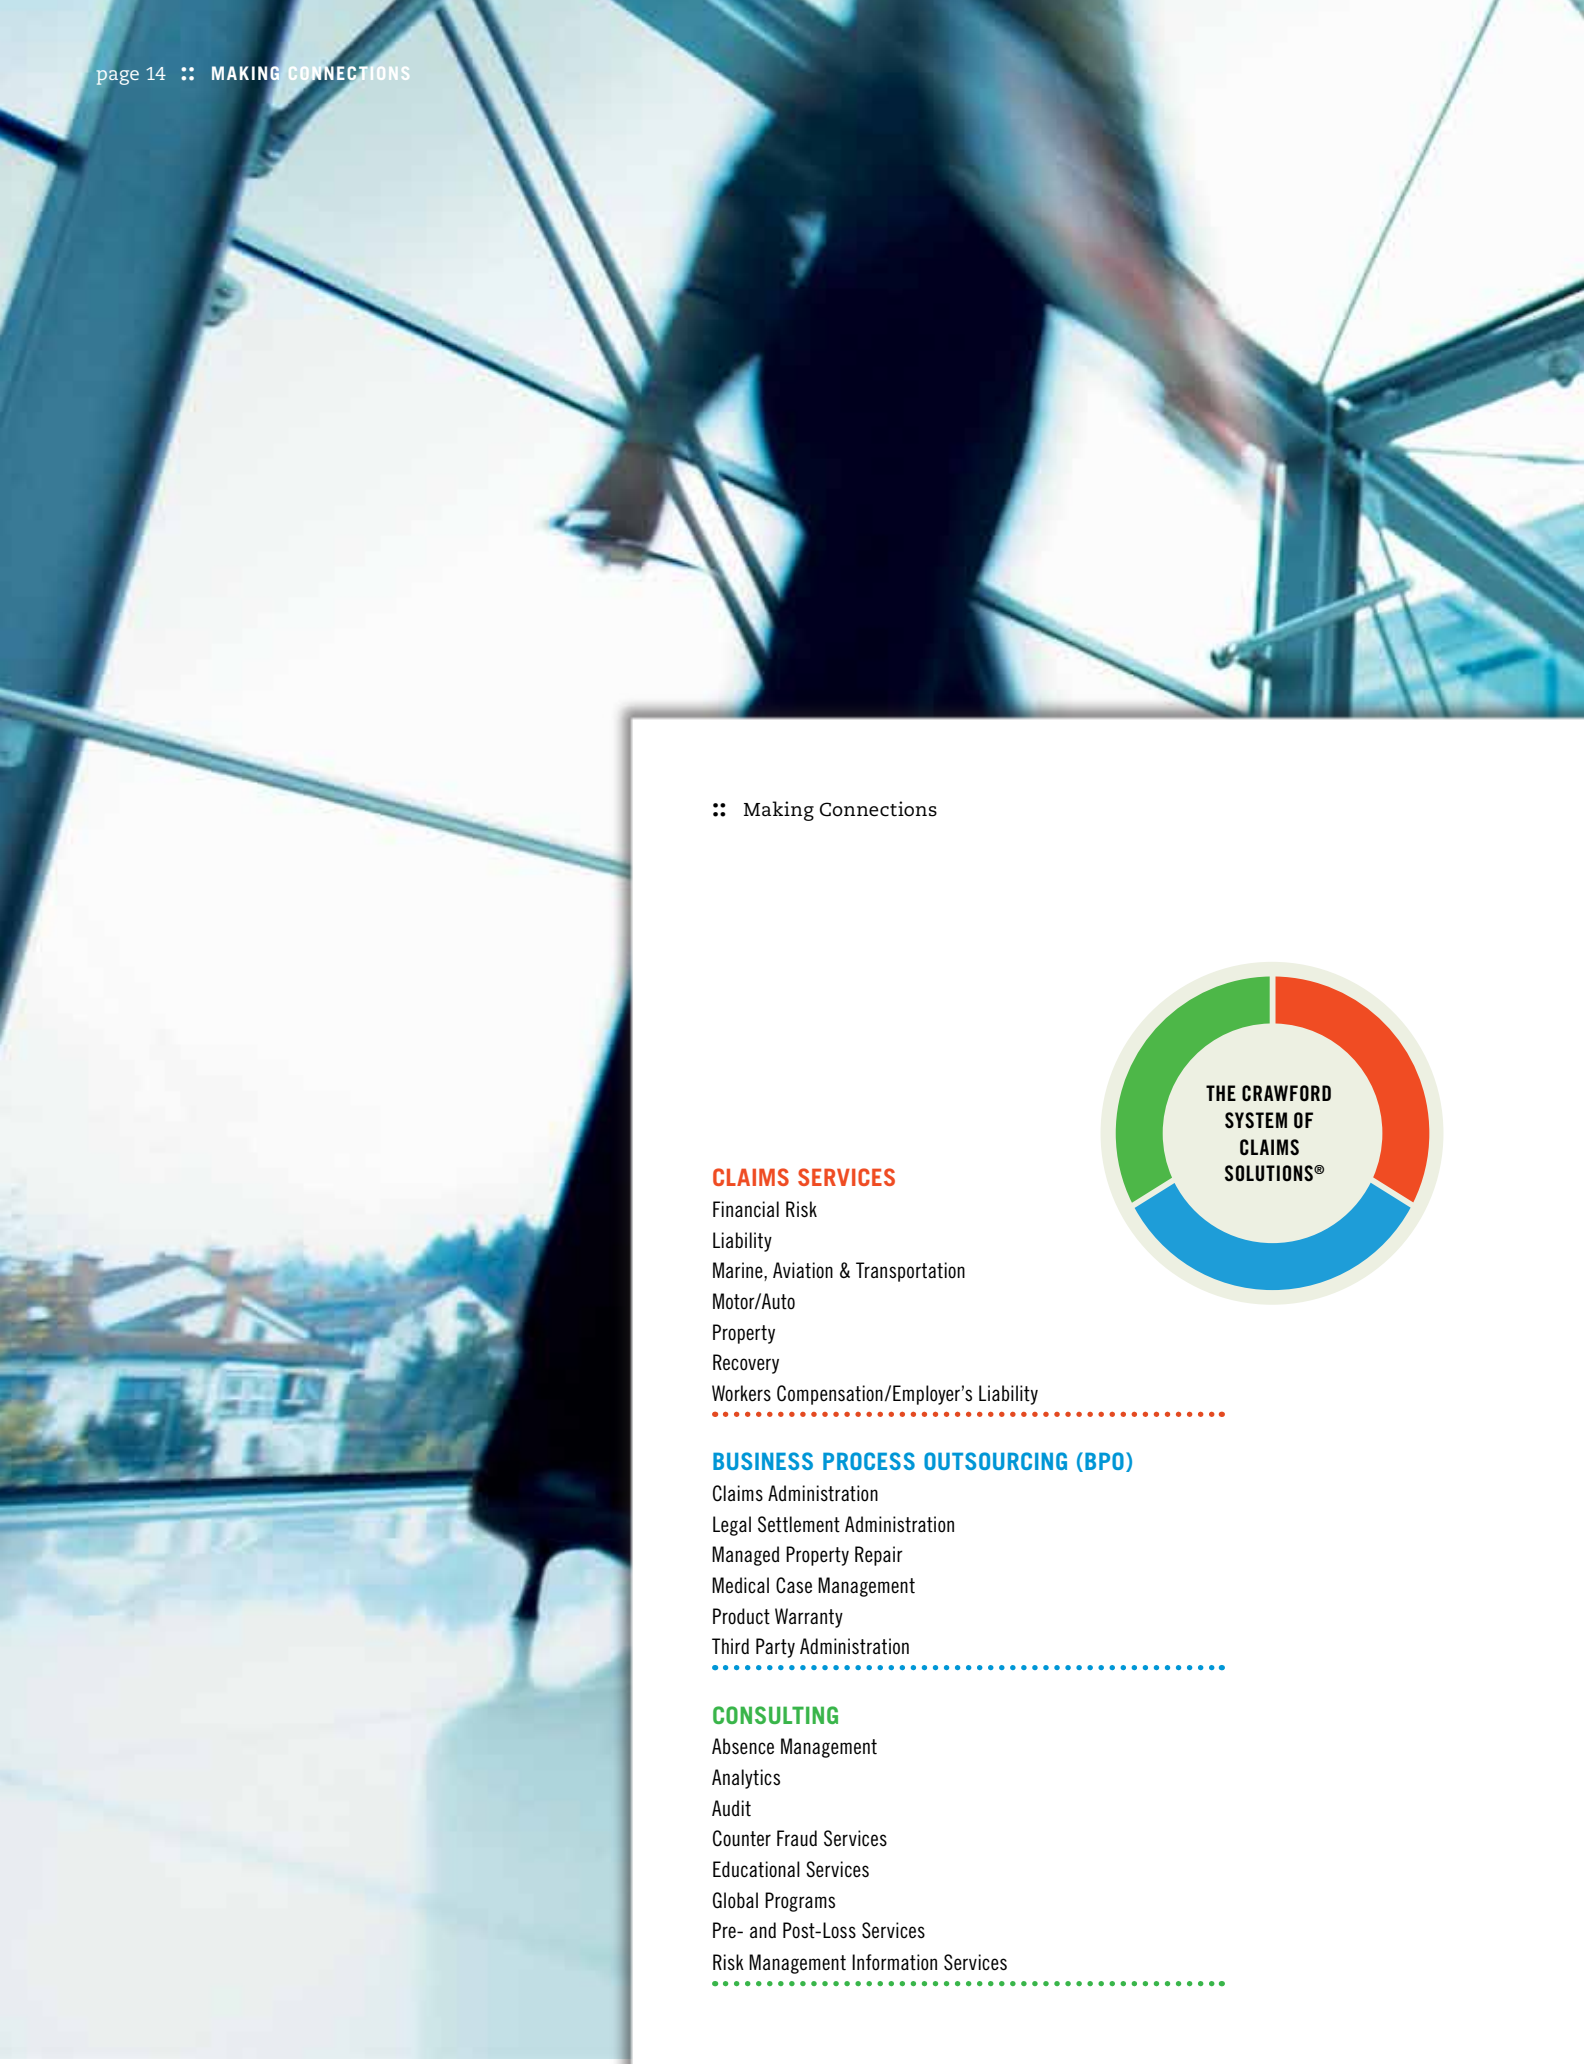 page 14 :: MAKING CONNECTIONS
:: Making Connections
THE CRAWFORD
SYSTEM OF
CLAIMS
SOLUTIONS®
CLAIMS SERVICES
Financial Risk
Liability
Marine, Aviation & Transportation
Motor/Auto
Property
Recovery
Workers Compensation/Employer’s Liability
BUSINESS PROCESS OUTSOURCING (BPO)
Claims Administration
Legal Settlement Administration
Managed Property Repair
Medical Case Management
Product Warranty
Third Party Administration
CONSULTING
Absence Management
Analytics
Audit
Counter Fraud Services
Educational Services
Global Programs
Pre- and Post-Loss Services
Risk Management Information Services